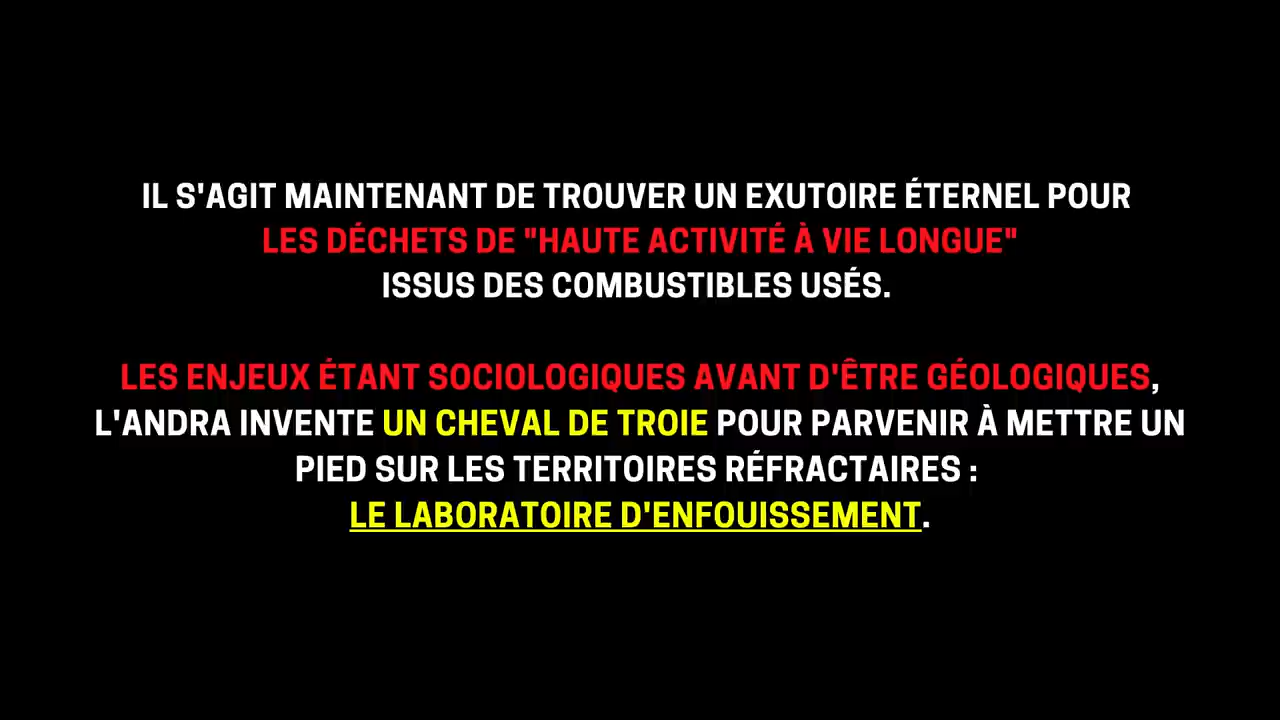 IL S'AGIT MAINTENANT DE TROUVER UN EXUTOIRE ÉTERNEL POUR
LES DÉCHETS DE "HAUTE ACTIVITÉ À VIE LONGUE"
ISSUS DES COMBUSTIBLES USÉS.
LES ENJEUX ÉTANT SOCIOLOGIQUES AVANT D'ÊTRE GÉOLOGIQUES,
L'ANDRA INVENTE UN CHEVAL DE TROIE POUR PARVENIR À METTRE UN
PIED SUR LES TERRITOIRES RÉFRACTAIRES :
LE LABORATOIRE D'ENFOUISSEMENT.